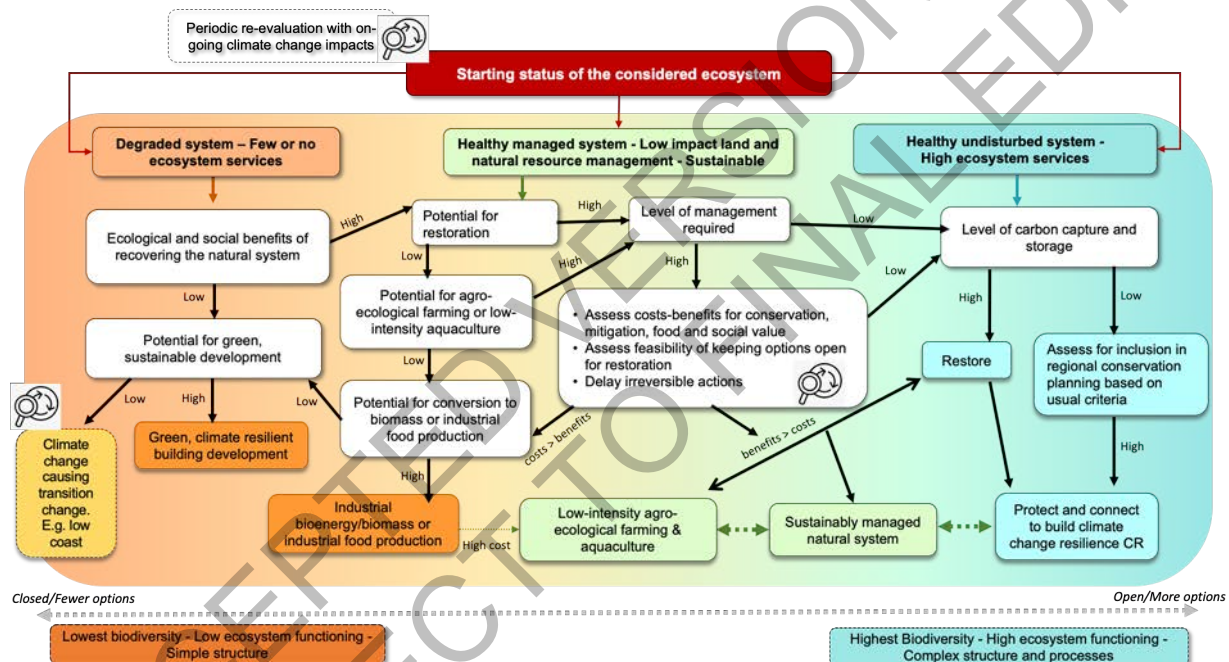 Periodic re-evaluation with on-
going climate change impacts
Starting status of the considered ecosystem
Degraded system – Few or no
ecosystem services
Healthy managed system - Low impact land and
natural resource management - Sustainable
Healthy undisturbed system -
High ecosystem services
Ecological and social benefits of
recovering the natural system
High
Potential for
restoration
High
Level of management
required
Low
Level of carbon capture and
storage
Low
Low
High
High
Low
High
Low
Potential for green,
sustainable development
Potential for agro-
ecological farming or low-
intensity aquaculture
• Assess costs-benefits for conservation,
mitigation, food and social value
• Assess feasibility of keeping options open
for restoration
• Delay irreversible actions
Restore
Assess for inclusion in
regional conservation
planning based on
usual criteria
Low
Low
High
Low
Potential for conversion to
biomass or industrial
food production
costs > benefits
benefits > costs
High
Climate
change
causing
transition
change.
E.g. low
coast
Green, climate resilient
building development
High
Industrial
bioenergy/biomass or
industrial food production
High cost
Low-intensity agro-
ecological farming &
aquaculture
Sustainably managed
natural system
Protect and connect
to build climate
change resilience CR
Closed/Fewer options
Open/More options
Lowest biodiversity - Low ecosystem functioning -
Simple structure
Highest Biodiversity - High ecosystem functioning -
Complex structure and processes
CEPTED VERSION
ECT TO FINAL EDI